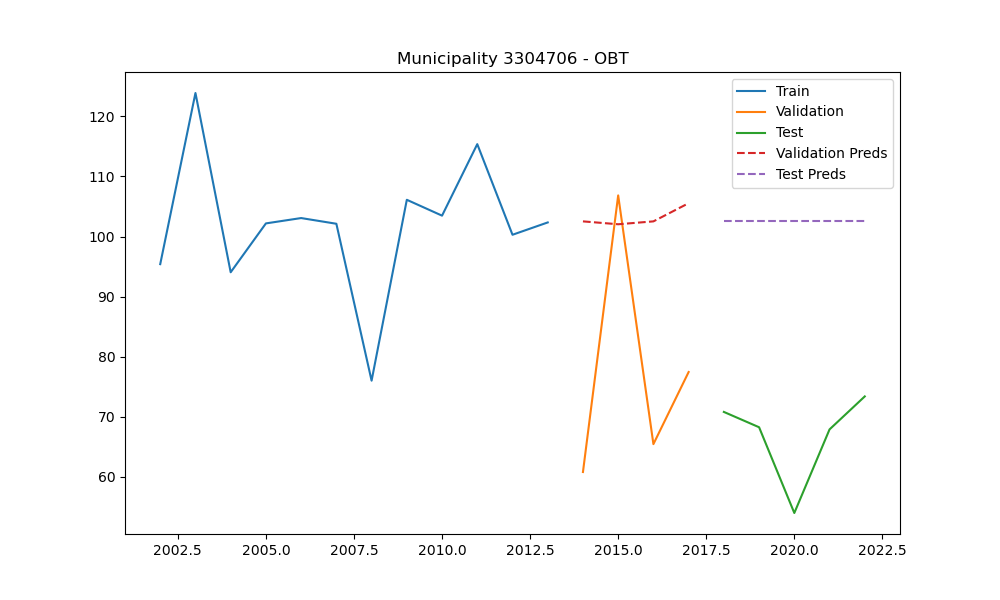 Municipality 3304706 - OBT
Train
Validation
Test
Validation Preds
Test Preds
120
110
100
90
80
70
60
2002.5 2005.0 2007.5 2010.0 2012.5 2015.0 2017.5 2020.0 2022.5